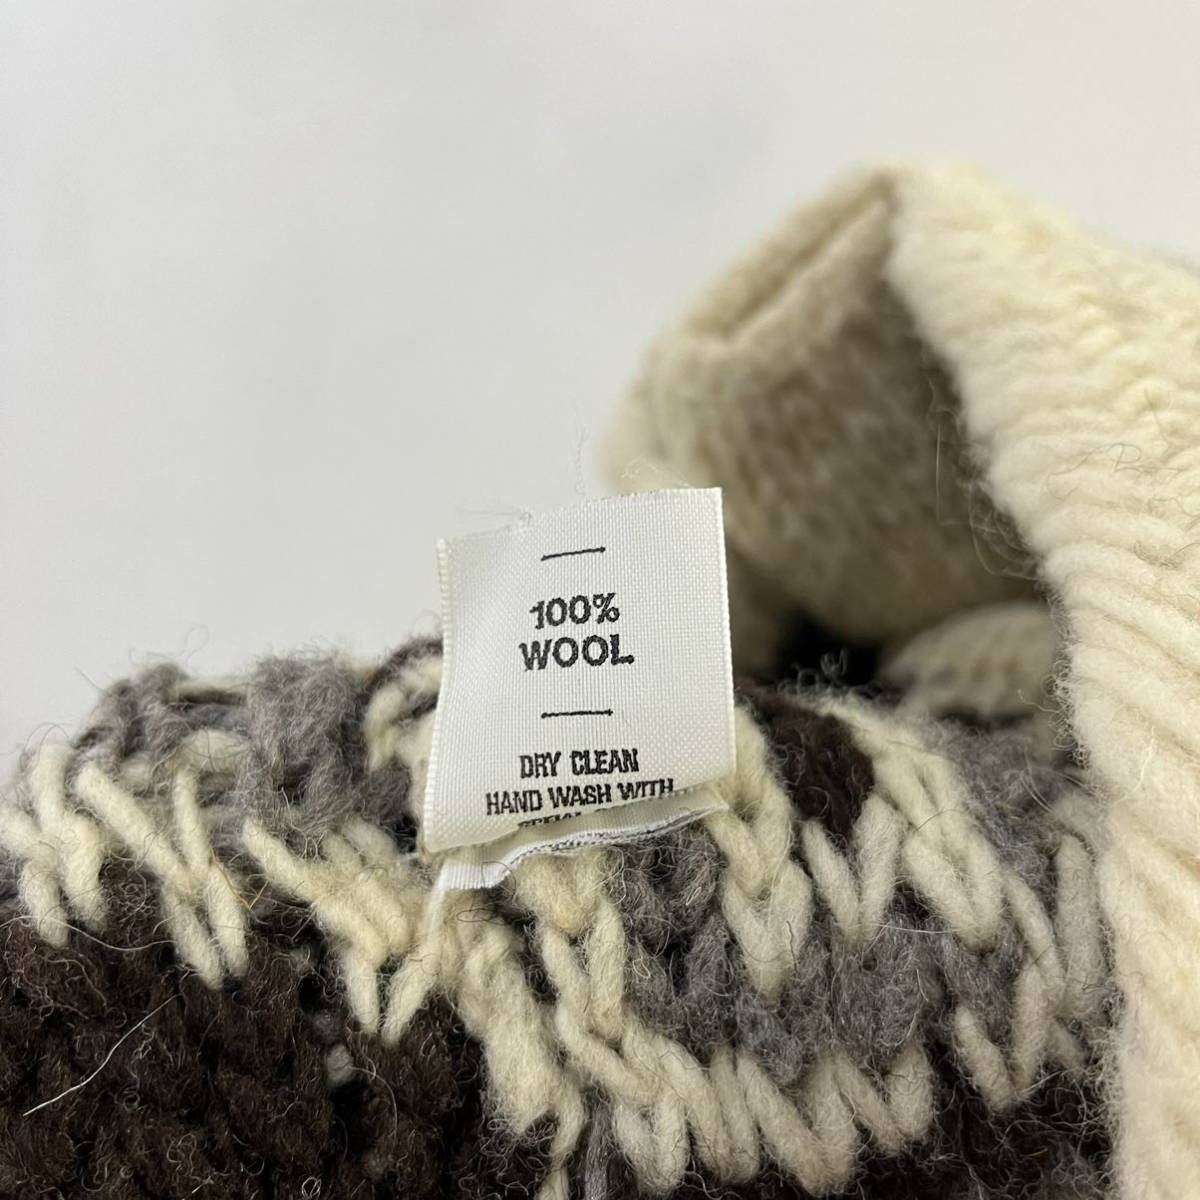 100%
WOOL
DRY CLEAN
HAND WASH WITH